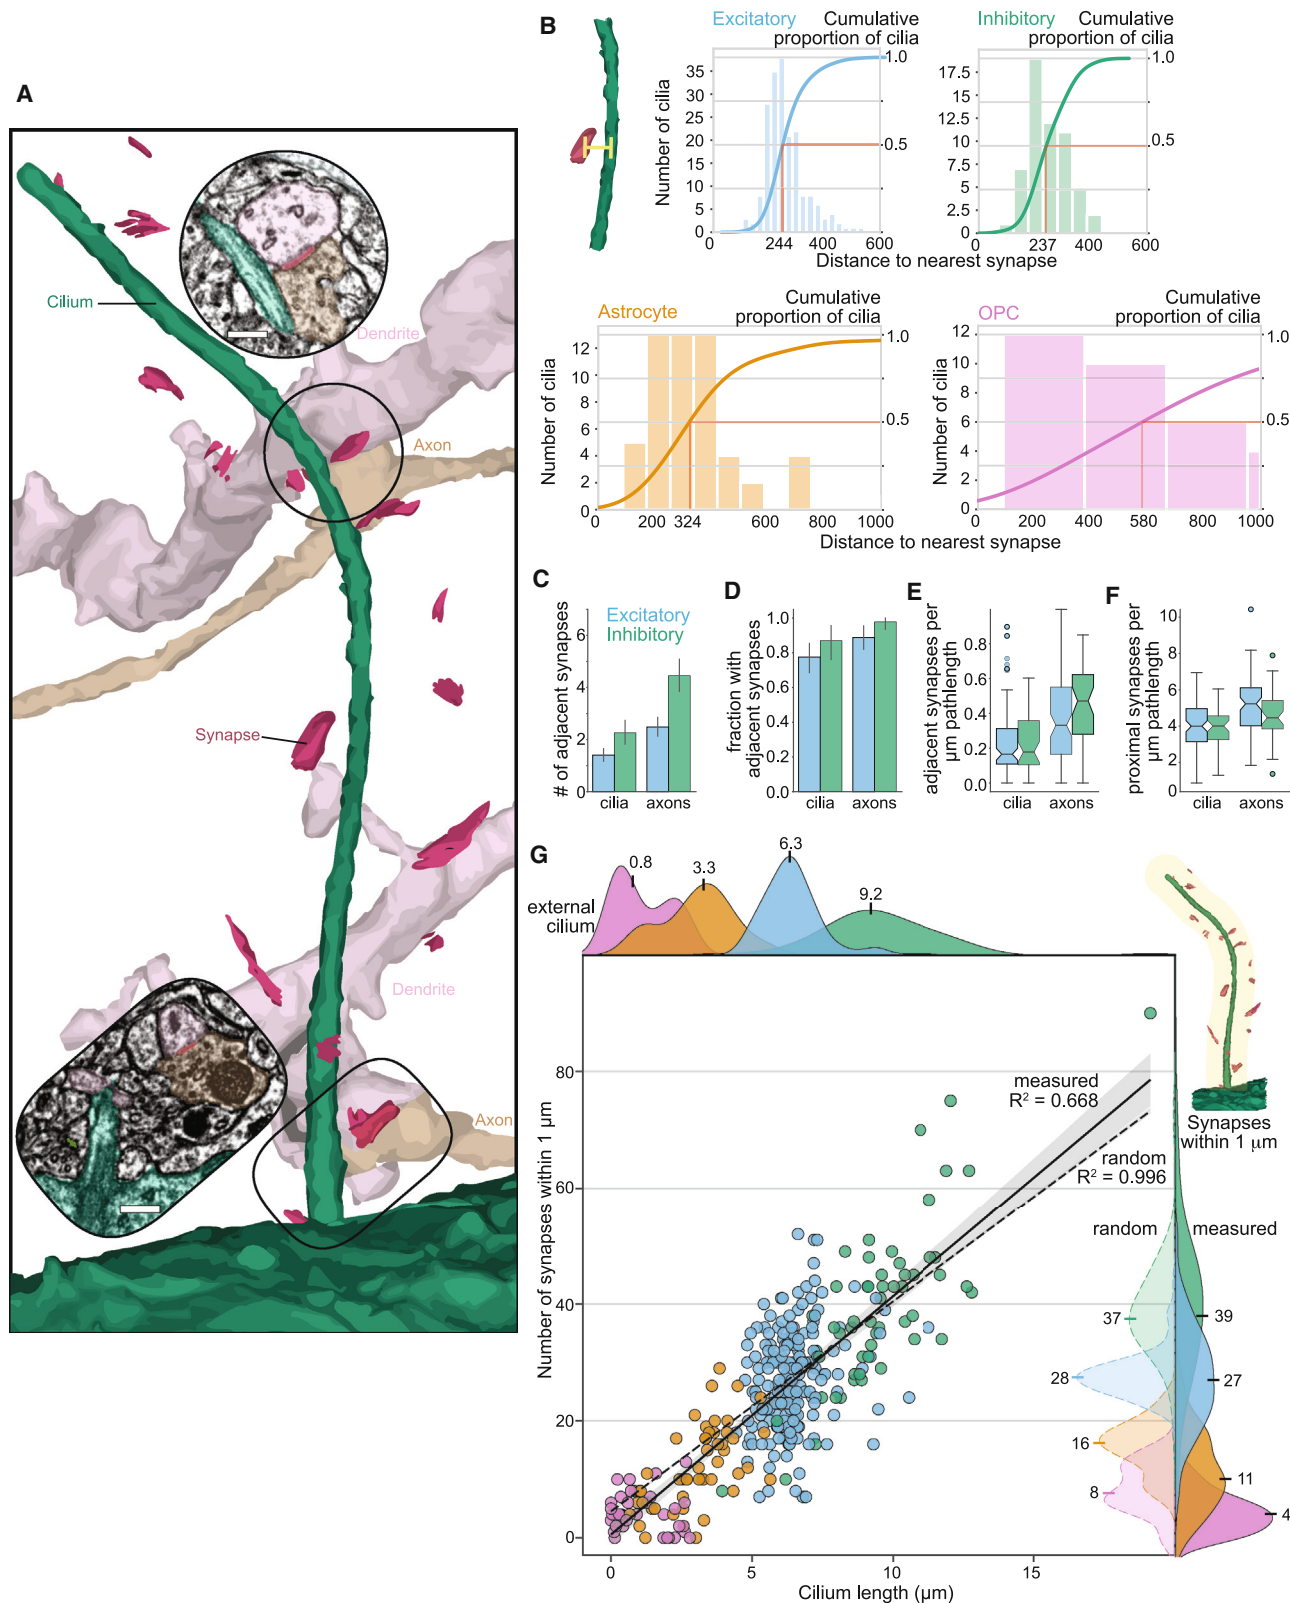 A
Cilium
Dendrite
Axon
Synapse
Dendrite
Axon
B
Excitatory
Cumulative
proportion of cilia
Number of cilia
35
30
25
20
15
10
5
0
1.0
0.5
0
244
400
600
Distance to nearest synapse
Inhibitory
Cumulative
proportion of cilia
17.5
15
12.5
10
7.5
5
2.5
0
1.0
0.5
0
237
400
600
Astrocyte
Cumulative
proportion of cilia
Number of cilia
12
10
8
6
4
2
0
1.0
0.5
0
200
324
600
800
1000
OPC
Cumulative
proportion of cilia
Number of cilia
12
10
8
6
4
2
0
1.0
0.5
0
200
400
580
800
1000
Distance to nearest synapse
C
# of adjacent synapses
Excitatory
Inhibitory
6
4
2
0
cilia
axons
D
fraction with
adjacent synapses
1.0
0.8
0.6
0.4
0.2
0.0
cilia
axons
E
adjacent synapses per
µm pathlength
0.8
0.6
0.4
0.2
0.0
cilia
axons
F
proximal synapses per
µm pathlength
10
8
6
4
2
0
cilia
axons
G
external
cilium
0.8
3.3
6.3
9.2
Number of synapses within 1 µm
80
60
40
20
0
0
5
10
15
Cilium length (µm)
measured
R² = 0.668
random
R² = 0.996
Synapses
within 1 µm
random
measured
37
39
28
27
16
11
8
4